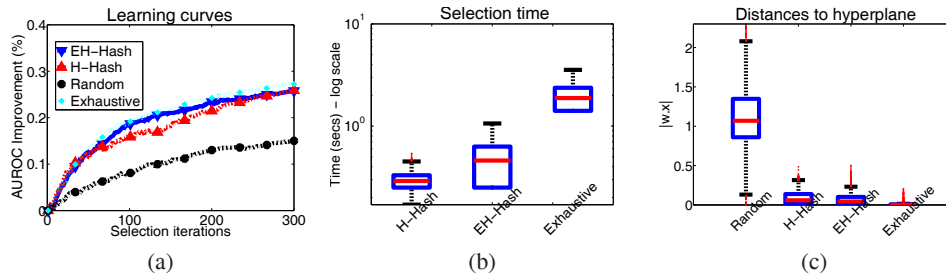 Learning curves
AUROC Improvement (%)
0.4
0.3
0.2
0.1
0
EH-Hash
H-Hash
Random
Exhaustive
0 100 200 300
Selection iterations
(a)
Selection time
Time (secs) - log scale
10^1
10^0
H-Hash
EH-Hash
Exhaustive
(b)
Distances to hyperplane
|w.x|
2
1.5
1
0.5
0
Random
H-Hash
EH-Hash
Exhaustive
(c)